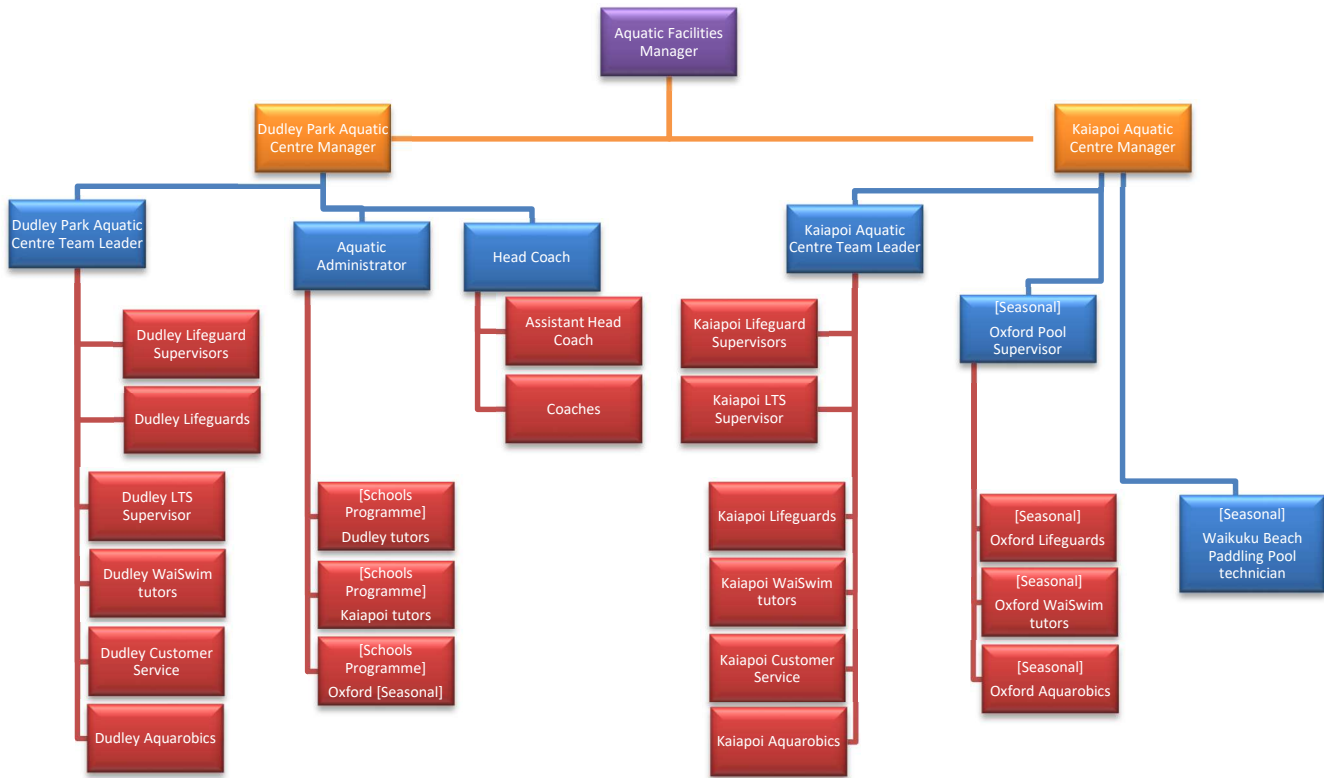 Aquatic Facilities
Manager
Dudley Park Aquatic
Centre Manager
Kaiapoi Aquatic
Centre Manager
Dudley Park Aquatic
Centre Team Leader
Aquatic
Administrator
Head Coach
Kaiapoi Aquatic
Centre Team Leader
[Seasonal]
Oxford Pool
Supervisor
[Seasonal]
Waikuku Beach
Paddling Pool
technician
Dudley Lifeguard
Supervisors
Dudley Lifeguards
Dudley LTS
Supervisor
Dudley WaiSwim
tutors
Dudley Customer
Service
Dudley Aquarobics
[Schools
Programme]
Dudley tutors
[Schools
Programme]
Kaiapoi tutors
[Schools
Programme]
Oxford [Seasonal]
Assistant Head
Coach
Coaches
Kaiapoi Lifeguard
Supervisors
Kaiapoi LTS
Supervisor
Kaiapoi Lifeguards
Kaiapoi WaiSwim
tutors
Kaiapoi Customer
Service
Kaiapoi Aquarobics
[Seasonal]
Oxford Lifeguards
[Seasonal]
Oxford WaiSwim
tutors
[Seasonal]
Oxford Aquarobics